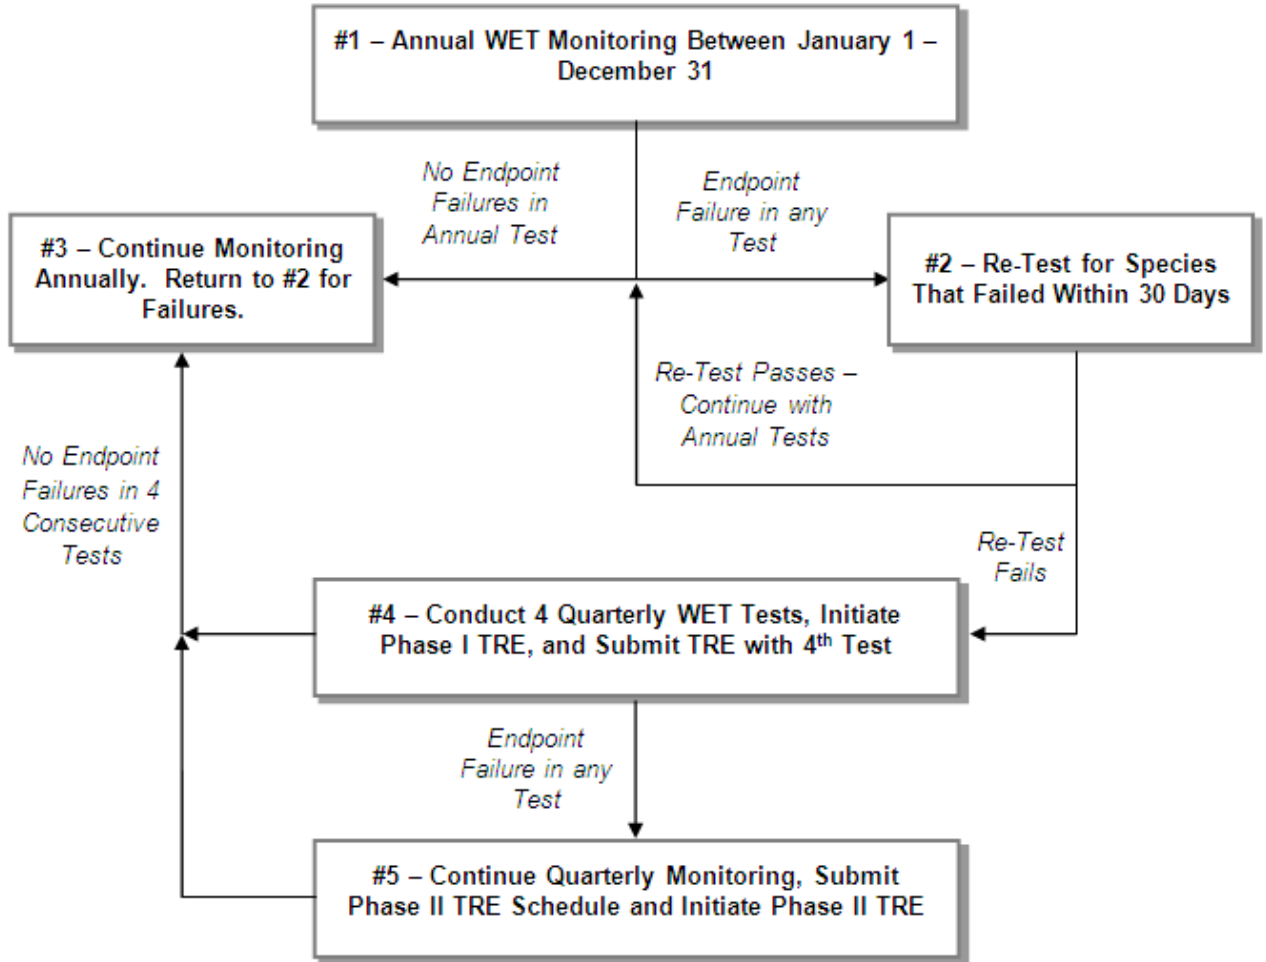 #1 – Annual WET Monitoring Between January 1 –
December 31
No Endpoint
Failures in
Annual Test
Endpoint
Failure in any
Test
#3 – Continue Monitoring
Annually. Return to #2 for
Failures.
#2 – Re-Test for Species
That Failed Within 30 Days
Re-Test Passes –
Continue with
Annual Tests
No Endpoint
Failures in 4
Consecutive
Tests
Re-Test
Fails
#4 – Conduct 4 Quarterly WET Tests, Initiate
Phase I TRE, and Submit TRE with 4th Test
Endpoint
Failure in any
Test
#5 – Continue Quarterly Monitoring, Submit
Phase II TRE Schedule and Initiate Phase II TRE